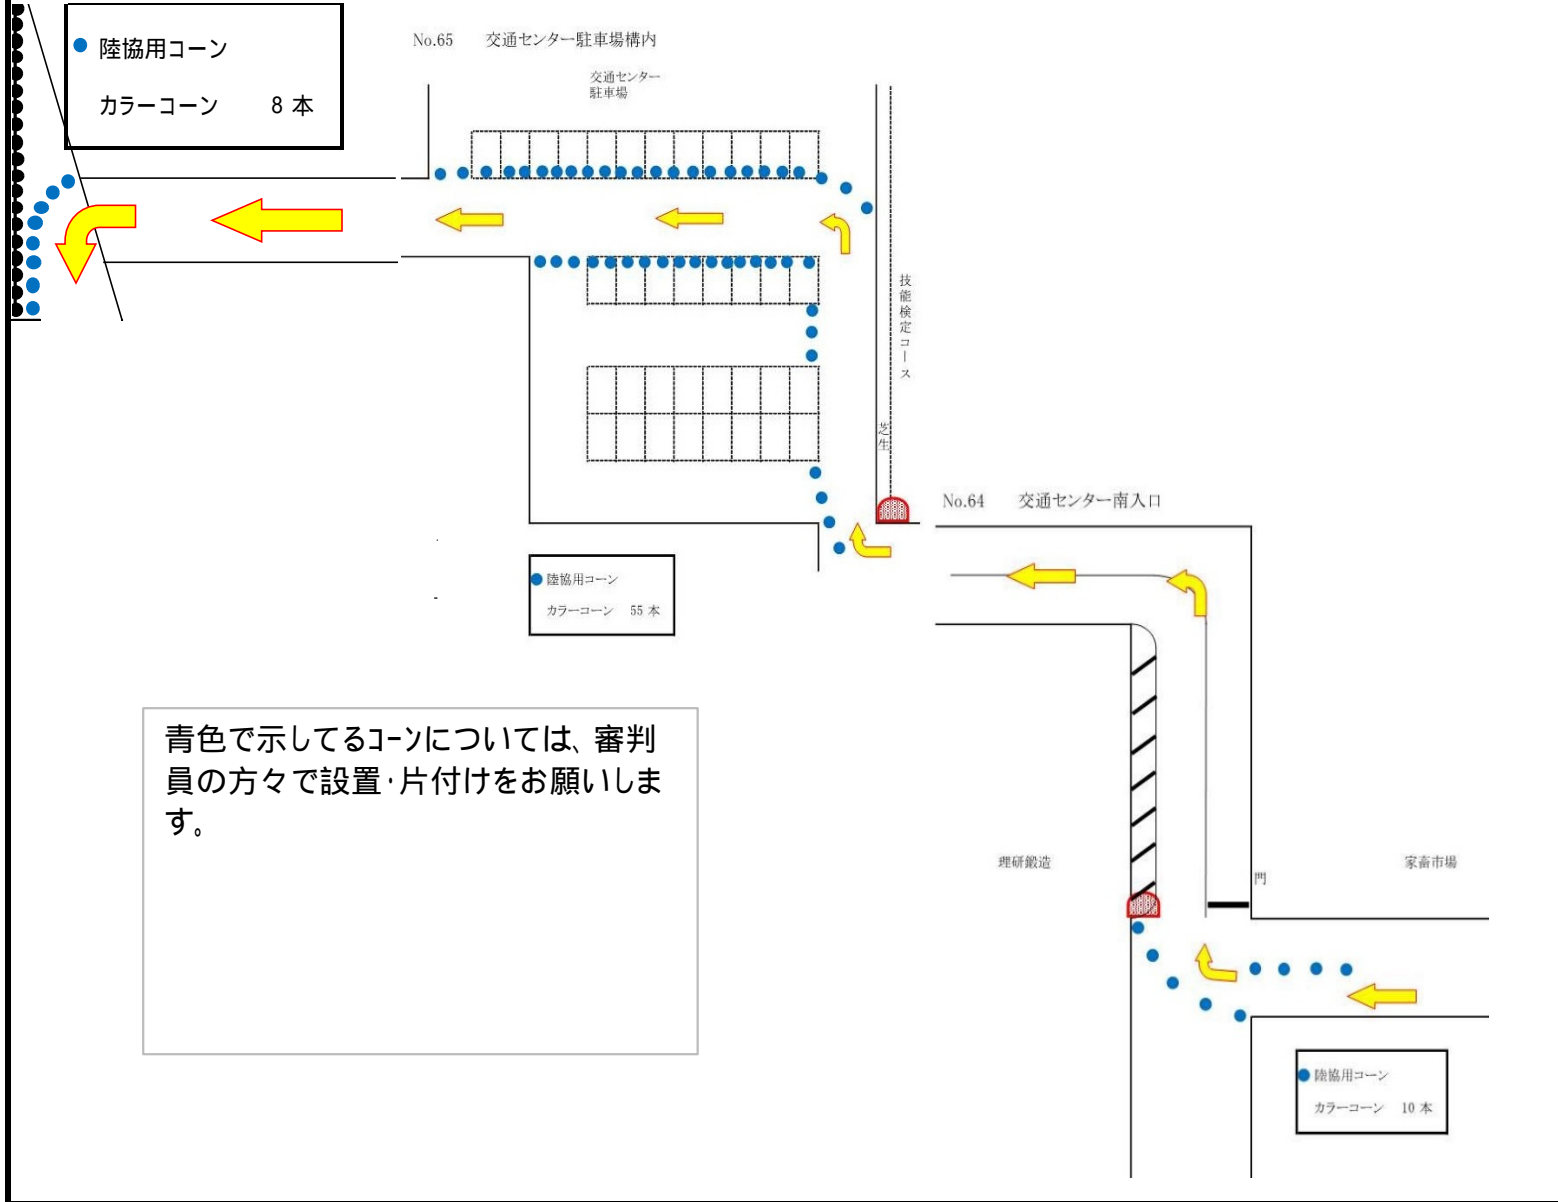 陸協用コーン
カラーコーン 8 本
No.65 交通センター駐車場構内
交通センター
駐車場
技能検定コース
芝生
No.64 交通センター南入口
陸協用コーン
カラーコーン 55 本
青色で示してるコーンについては、審判
員の方々で設置・片付けをお願いしま
す。
理研鍛造
家畜市場
門
陸協用コーン
カラーコーン 10 本